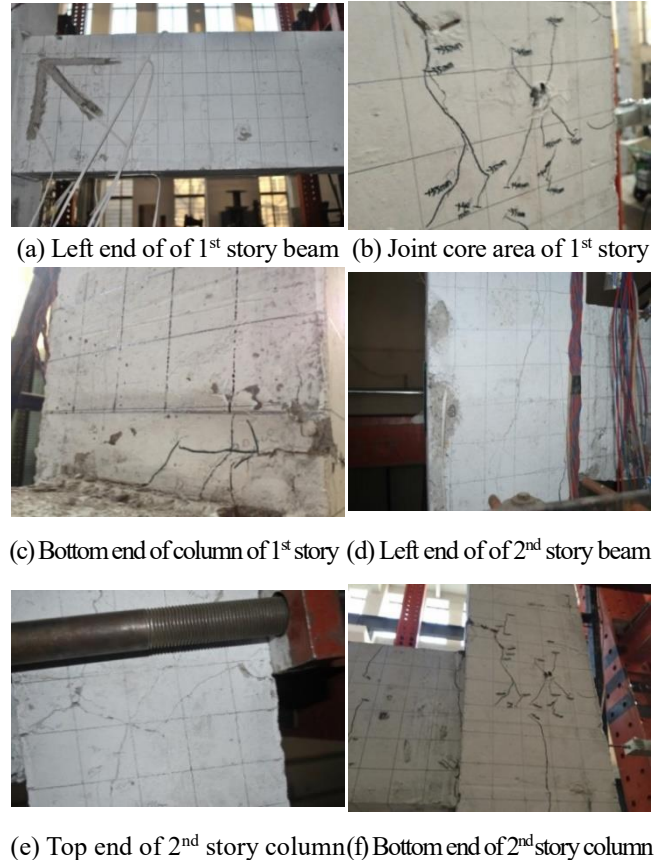 (a) Left end of of 1st story beam (b) Joint core area of 1st story
(c) Bottom end of column of 1st story (d) Left end of of 2nd story beam
(e) Top end of 2nd story column (f) Bottom end of 2nd story column